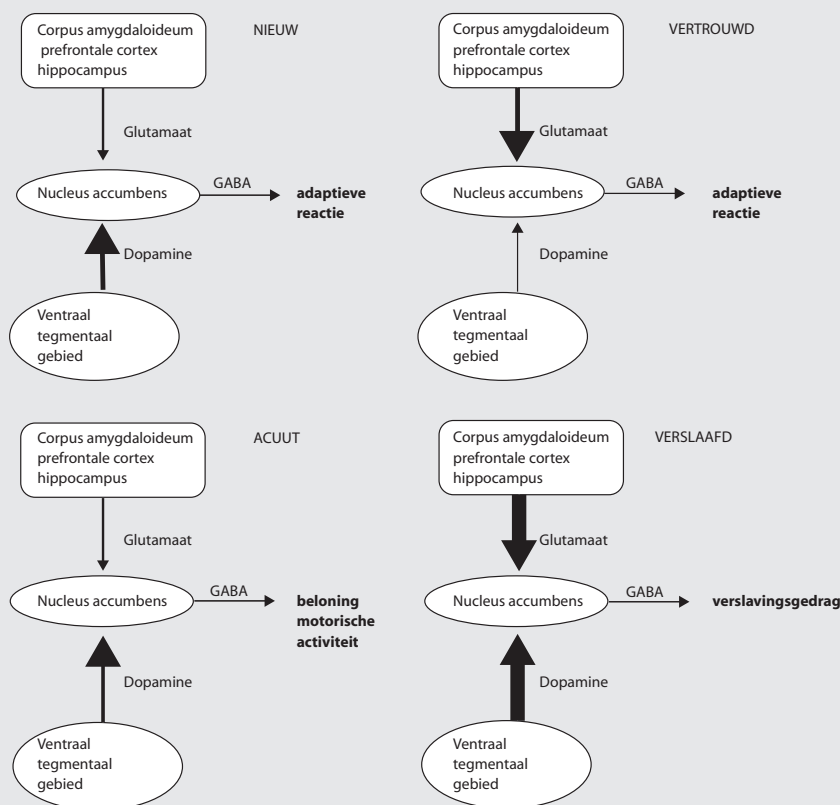 Corpus amygdaloideum
prefrontale cortex
hippocampus
NIEUW
Glutamaat
Nucleus accumbens
GABA
adaptieve
reactie
Dopamine
Ventraal
tegmentaal
gebied
Corpus amygdaloideum
prefrontale cortex
hippocampus
VERTROUWD
Glutamaat
Nucleus accumbens
GABA
adaptieve
reactie
Dopamine
Ventraal
tegmentaal
gebied
Corpus amygdaloideum
prefrontale cortex
hippocampus
ACUUT
Glutamaat
Nucleus accumbens
GABA
beloning
motorische
activiteit
Dopamine
Ventraal
tegmentaal
gebied
Corpus amygdaloideum
prefrontale cortex
hippocampus
VERSLAAFD
Glutamaat
Nucleus accumbens
GABA
verslavingsgedrag
Dopamine
Ventraal
tegmentaal
gebied